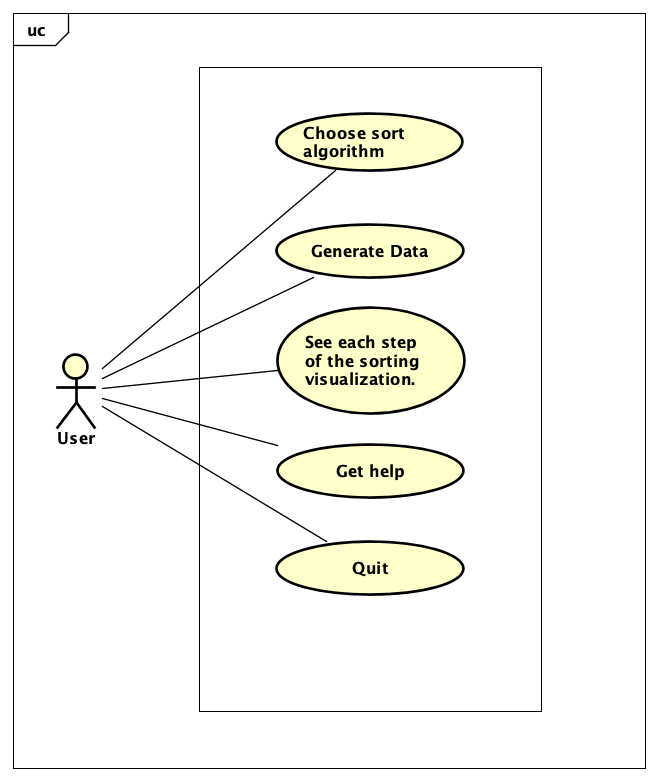 uc
Choose sort
algorithm
Generate Data
See each step
of the sorting
visualization.
User
Get help
Quit